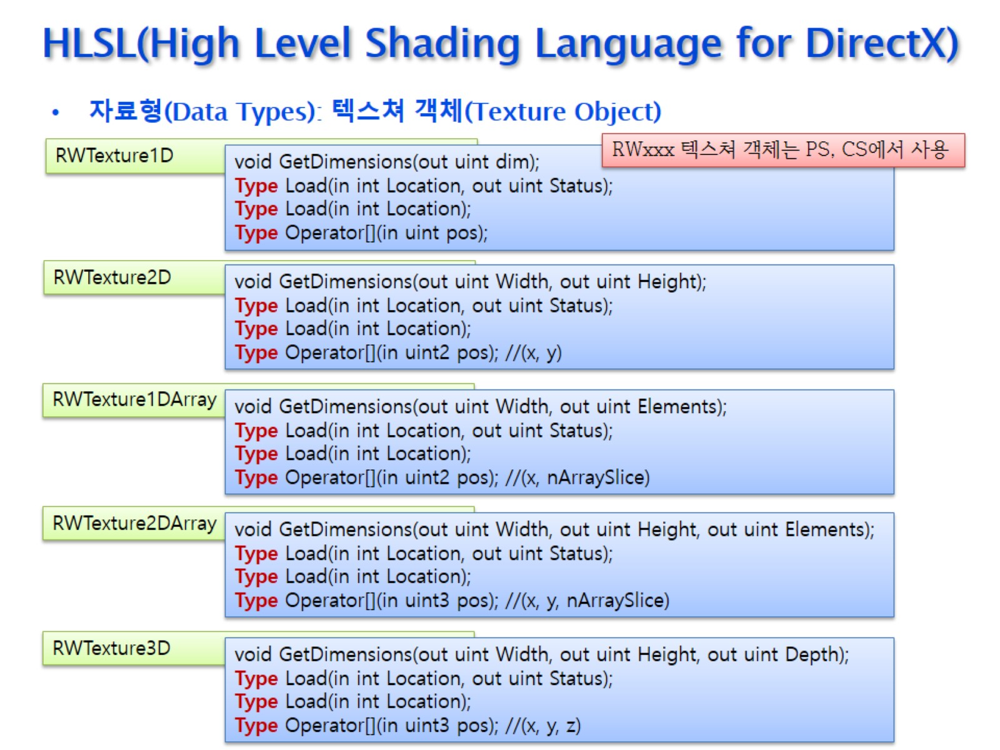 HLSL(High Level Shading Language for DirectX)
• 자료형(Data Types): 텍스쳐 객체(Texture Object)
RWxxx 텍스쳐 객체는 PS, CS에서 사용
RWTexture1D
void GetDimensions(out uint dim);
Type Load(in int Location, out uint Status);
Type Load(in int Location);
Type Operator[](in uint pos);
RWTexture2D
void GetDimensions(out uint Width, out uint Height);
Type Load(in int Location, out uint Status);
Type Load(in int Location);
Type Operator[](in uint2 pos); //(x, y)
RWTexture1DArray
void GetDimensions(out uint Width, out uint Elements);
Type Load(in int Location, out uint Status);
Type Load(in int Location);
Type Operator[](in uint2 pos); //(x, nArraySlice)
RWTexture2DArray
void GetDimensions(out uint Width, out uint Height, out uint Elements);
Type Load(in int Location, out uint Status);
Type Load(in int Location);
Type Operator[](in uint3 pos); //(x, y, nArraySlice)
RWTexture3D
void GetDimensions(out uint Width, out uint Height, out uint Depth);
Type Load(in int Location, out uint Status);
Type Load(in int Location);
Type Operator[](in uint3 pos); //(x, y, z)